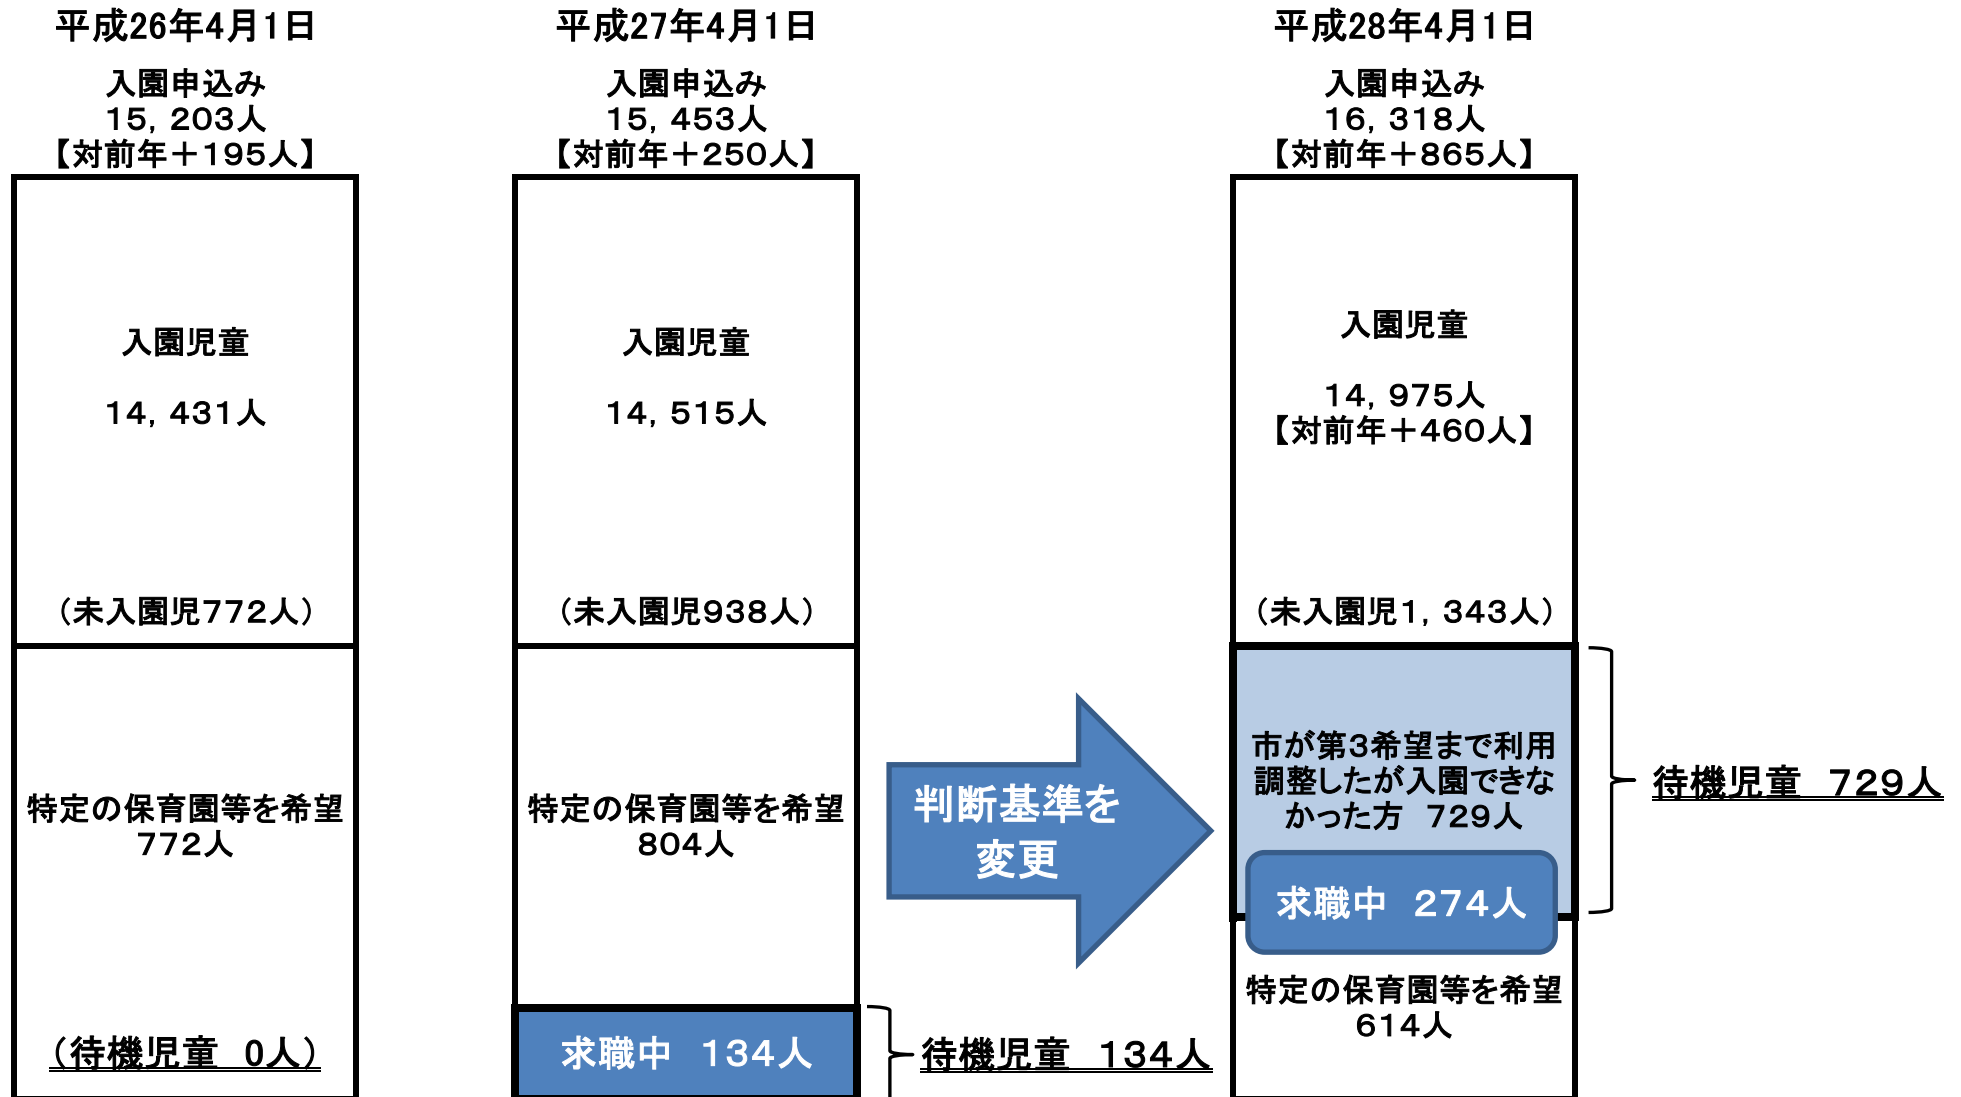 平成26年4月1日
入園申込み
15，203人
【対前年＋195人】
入園児童
14，431人
（未入園児772人）
特定の保育園等を希望
772人
（待機児童　0人）
平成27年4月1日
入園申込み
15，453人
【対前年＋250人】
入園児童
14，515人
（未入園児938人）
特定の保育園等を希望
804人
求職中　134人
待機児童　134人
判断基準を
変更
平成28年4月1日
入園申込み
16，318人
【対前年＋865人】
入園児童
14，975人
【対前年＋460人】
（未入園児1，343人）
市が第3希望まで利用
調整したが入園できな
かった方　729人
求職中　274人
特定の保育園等を希望
614人
待機児童　729人